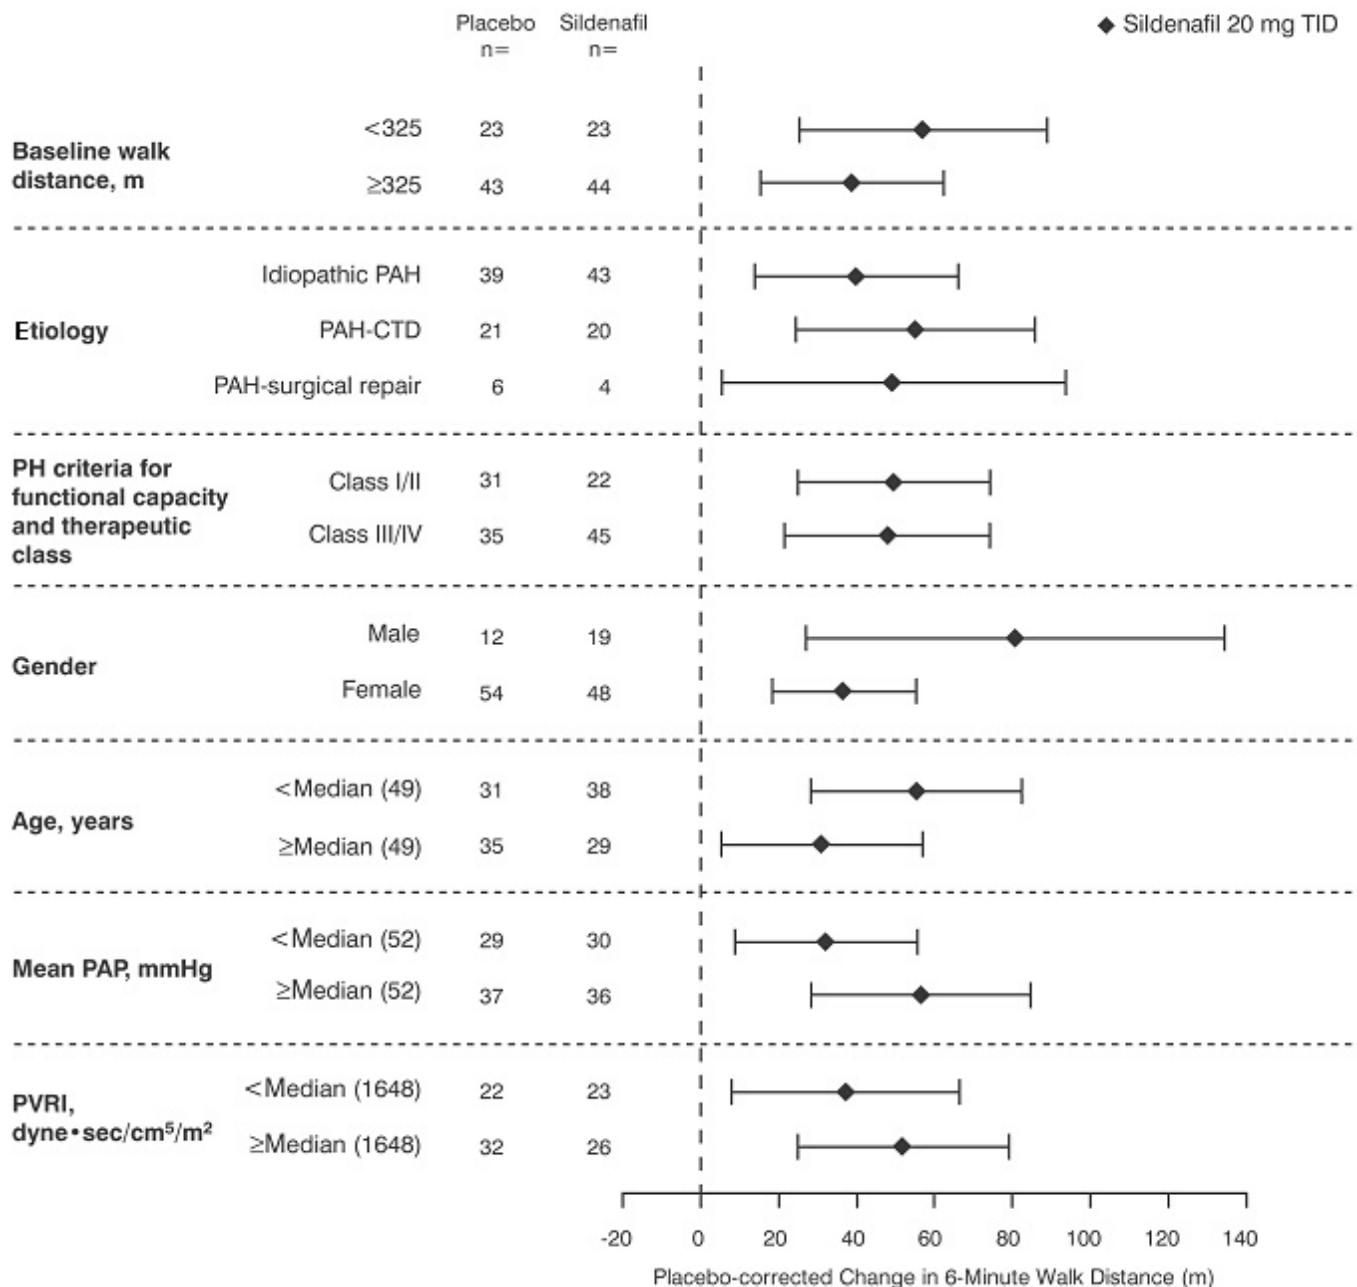 Placebo Sildenafil
n= n=
◆ Sildenafil 20 mg TID
Baseline walk
distance, m
<325 23 23
≥325 43 44
Etiology
Idiopathic PAH 39 43
PAH-CTD 21 20
PAH-surgical repair 6 4
PH criteria for
functional capacity
and therapeutic
class
Class I/II 31 22
Class III/IV 35 45
Gender
Male 12 19
Female 54 48
Age, years
<Median (49) 31 38
≥Median (49) 35 29
Mean PAP, mmHg
<Median (52) 29 30
≥Median (52) 37 36
PVRI,
dyne•sec/cm⁵/m²
<Median (1648) 22 23
≥Median (1648) 32 26
-20 0 20 40 60 80 100 120 140
Placebo-corrected Change in 6-Minute Walk Distance (m)